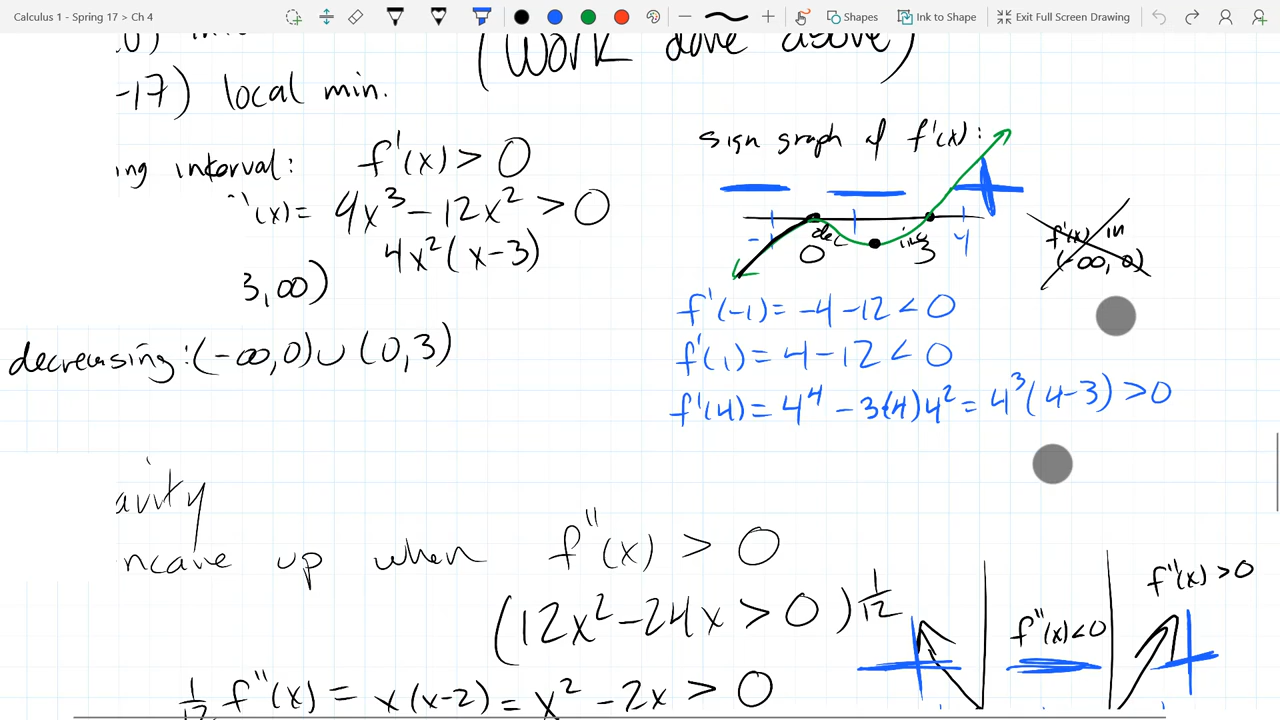 Calculus 1 - Spring 17 > Ch 4
Shapes
Ink to Shape
Exit Full Screen Drawing
(Work done above)
-17) local min.
ing interval: f'(x) > 0
'(x) = 4x³ - 12x² > 0
4x²(x-3)
3,∞)
decreasing: (-∞,0)∪(0,3)
sign graph of f'(x):
dec inc
0 3 4
f'(x) in
(-∞, 0)
f'(-1) = -4-12 < 0
f'(1) = 4-12 < 0
f'(4) = 4⁴ - 3(4)4² = 4³(4-3) > 0
avity
ncave up when f''(x) > 0
(12x²-24x > 0) 1/12
1/12 f''(x) = x(x-2) = x² - 2x > 0
f''(x)<0
f''(x)>0